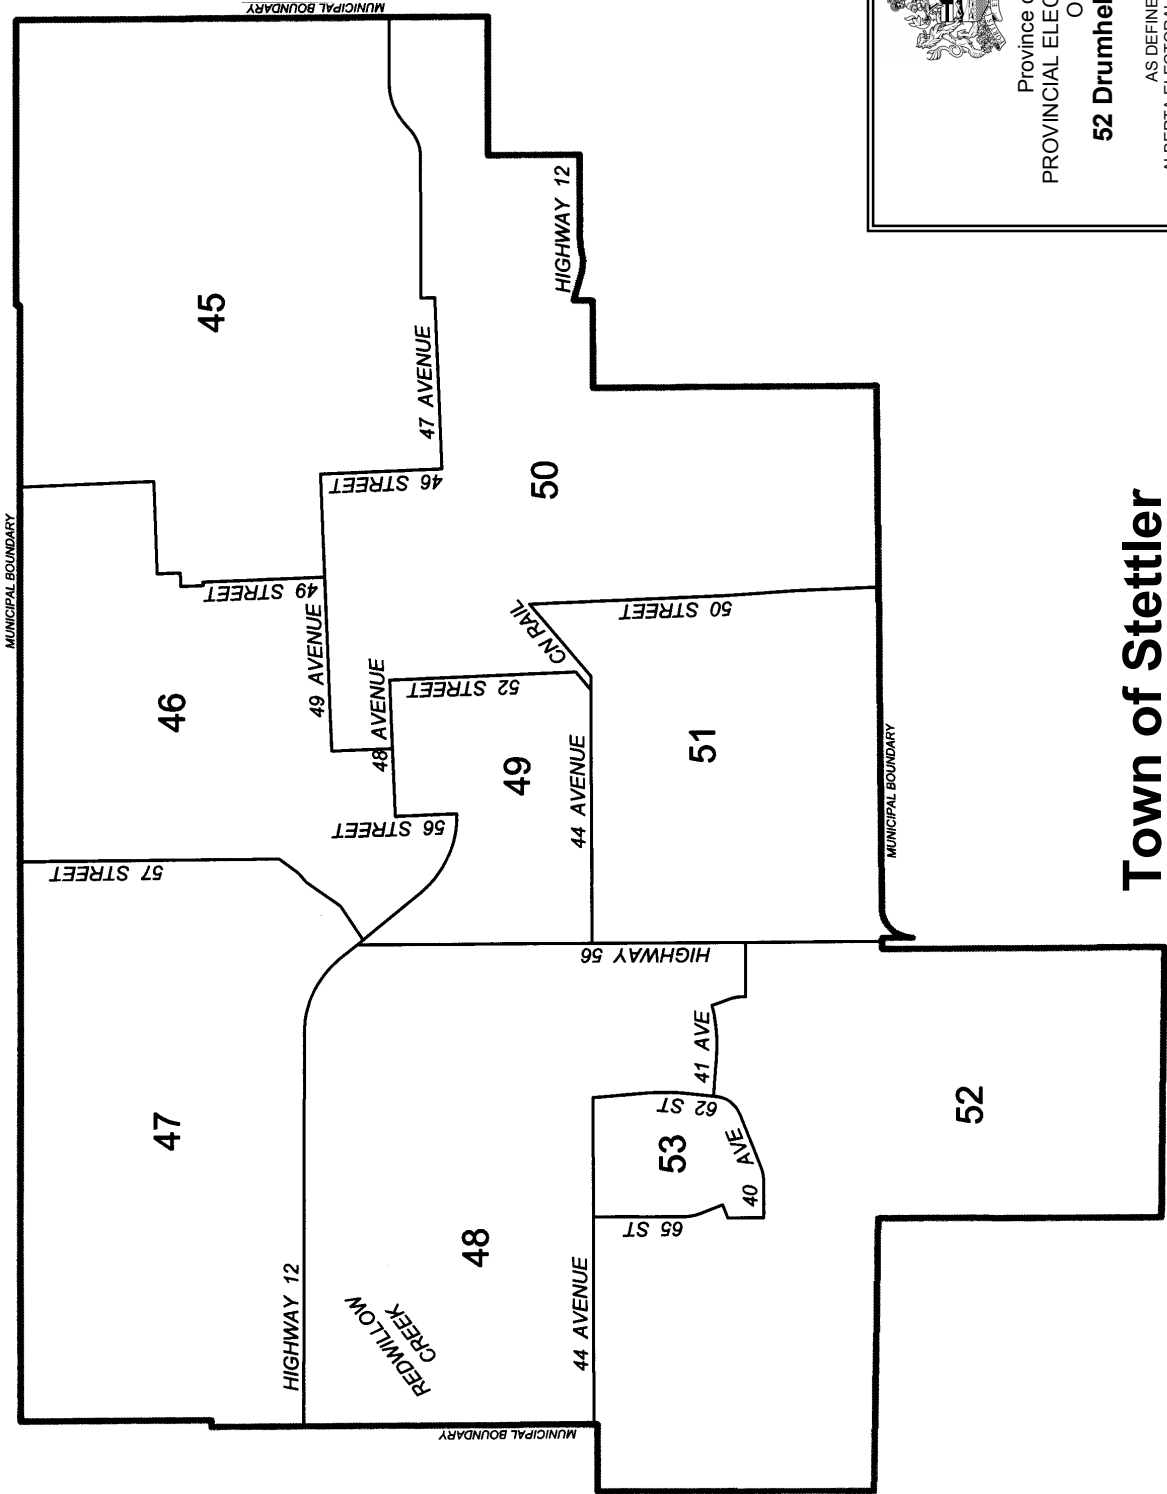 MUNICIPAL BOUNDARY
MUNICIPAL BOUNDARY
45
46
47
48
49
50
51
52
53
57 STREET
49 STREET
49 AVENUE
46 STREET
47 AVENUE
48 AVENUE
56 STREET
52 STREET
CN RAIL
50 STREET
44 AVENUE
HIGHWAY 12
HIGHWAY 12
HIGHWAY 56
REDWILLOW
CREEK
44 AVENUE
41 AVE
62 ST
40 AVE
65 ST
MUNICIPAL BOUNDARY
MUNICIPAL BOUNDARY
Town of Stettler
Province
PROVINCIAL
52
AS